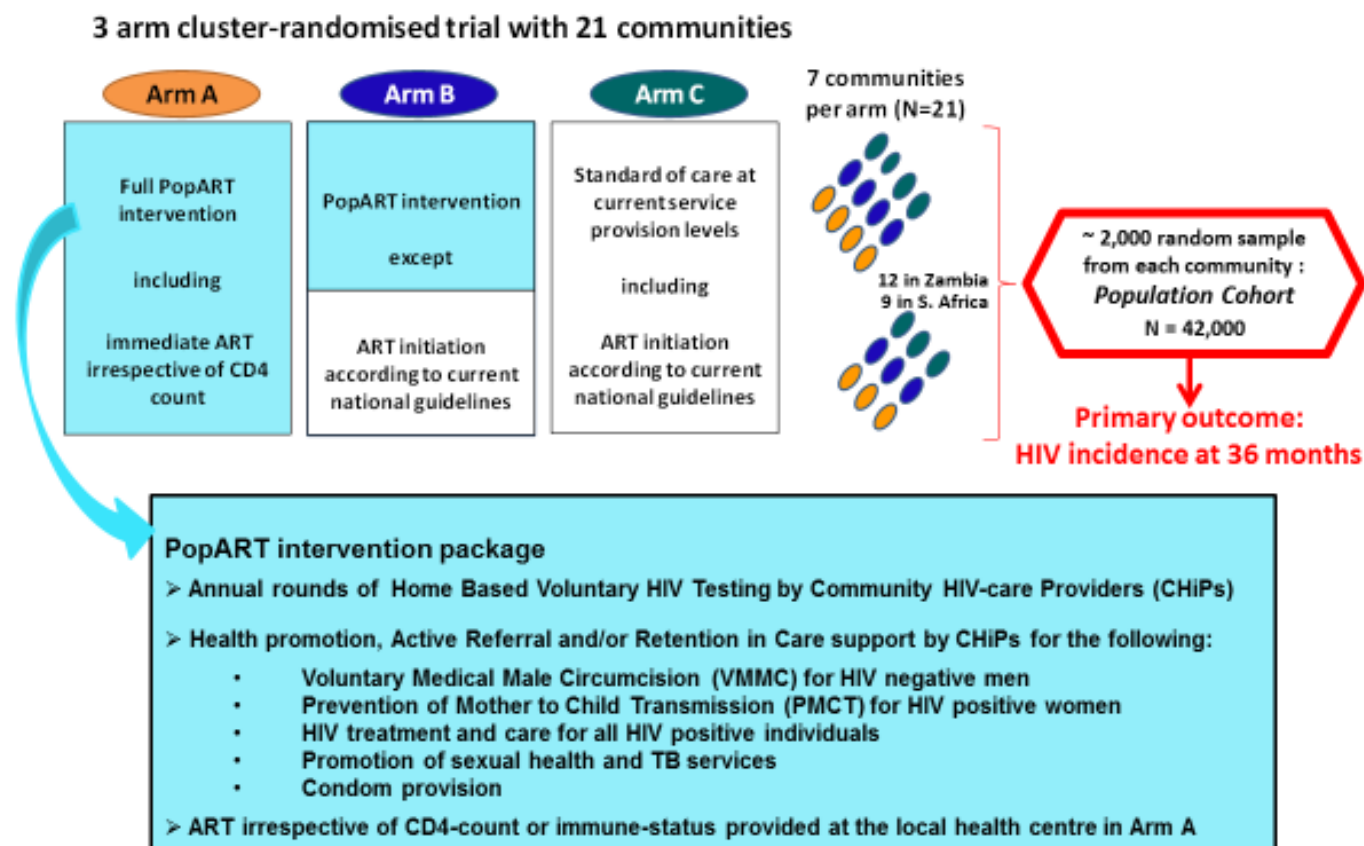 3 arm cluster-randomised trial with 21 communities
Arm A
Full PopART
intervention
including
immediate ART
irrespective of CD4
count
Arm B
PopART intervention
except
ART initiation
according to current
national guidelines
Arm C
Standard of care at
current service
provision levels
including
ART initiation
according to current
national guidelines
7 communities
per arm (N=21)
12 in Zambia
9 in S. Africa
~ 2,000 random sample
from each community :
Population Cohort
N = 42,000
Primary outcome:
HIV incidence at 36 months
PopART intervention package
➢ Annual rounds of Home Based Voluntary HIV Testing by Community HIV-care Providers (CHiPs)
➢ Health promotion, Active Referral and/or Retention in Care support by CHiPs for the following:
• Voluntary Medical Male Circumcision (VMMC) for HIV negative men
• Prevention of Mother to Child Transmission (PMCT) for HIV positive women
• HIV treatment and care for all HIV positive individuals
• Promotion of sexual health and TB services
• Condom provision
➢ ART irrespective of CD4-count or immune-status provided at the local health centre in Arm A